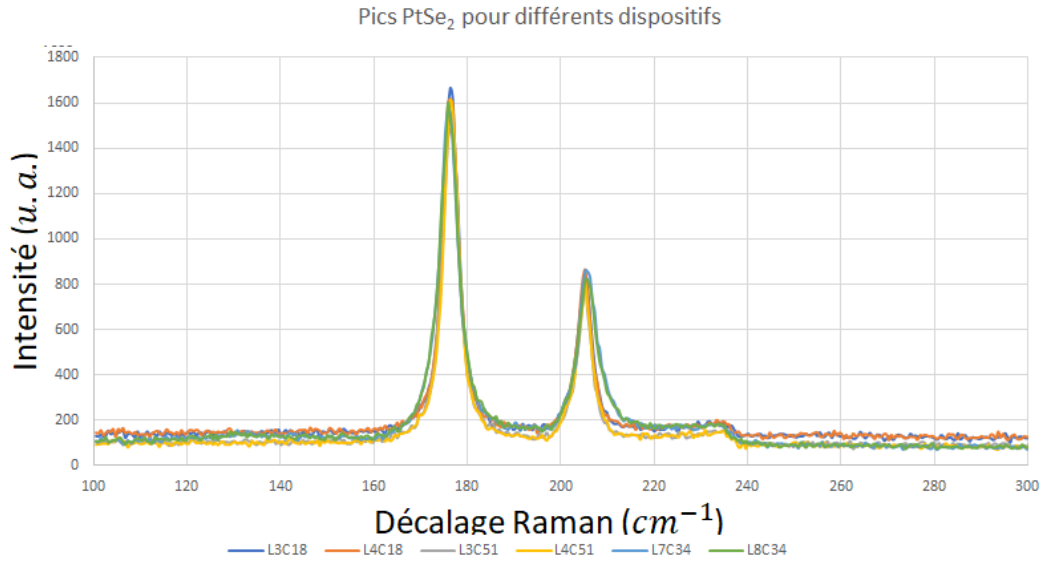 Pics PtSe₂ pour différents dispositifs
1800
1600
1400
1200
1000
800
600
400
200
0
Intensité (u. a.)
100 120 140 160 180 200 220 240 260 280 300
Décalage Raman (cm⁻¹)
L3C18 L4C18 L3C51 L4C51 L7C34 L8C34